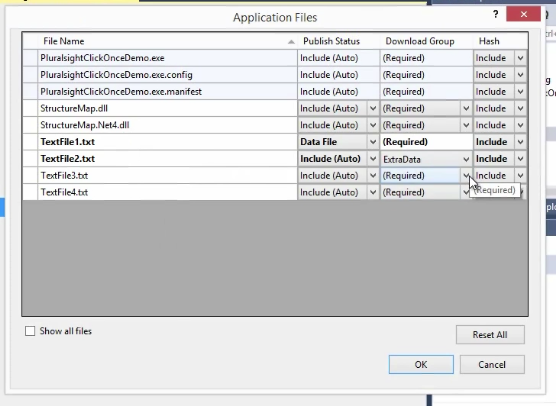 Application Files
?
File Name Publish Status Download Group Hash
PluralsightClickOnceDemo.exe Include (Auto) (Required) Include
PluralsightClickOnceDemo.exe.config Include (Auto) (Required) Include
PluralsightClickOnceDemo.exe.manifest Include (Auto) (Required) Include
StructureMap.dll Include (Auto) (Required) Include
StructureMap.Net4.dll Include (Auto) (Required) Include
TextFile1.txt Data File (Required) Include
TextFile2.txt Include (Auto) ExtraData Include
TextFile3.txt Include (Auto) (Required) Include
(Required)
TextFile4.txt Include (Auto) (Required) Include
Show all files
Reset All
OK Cancel